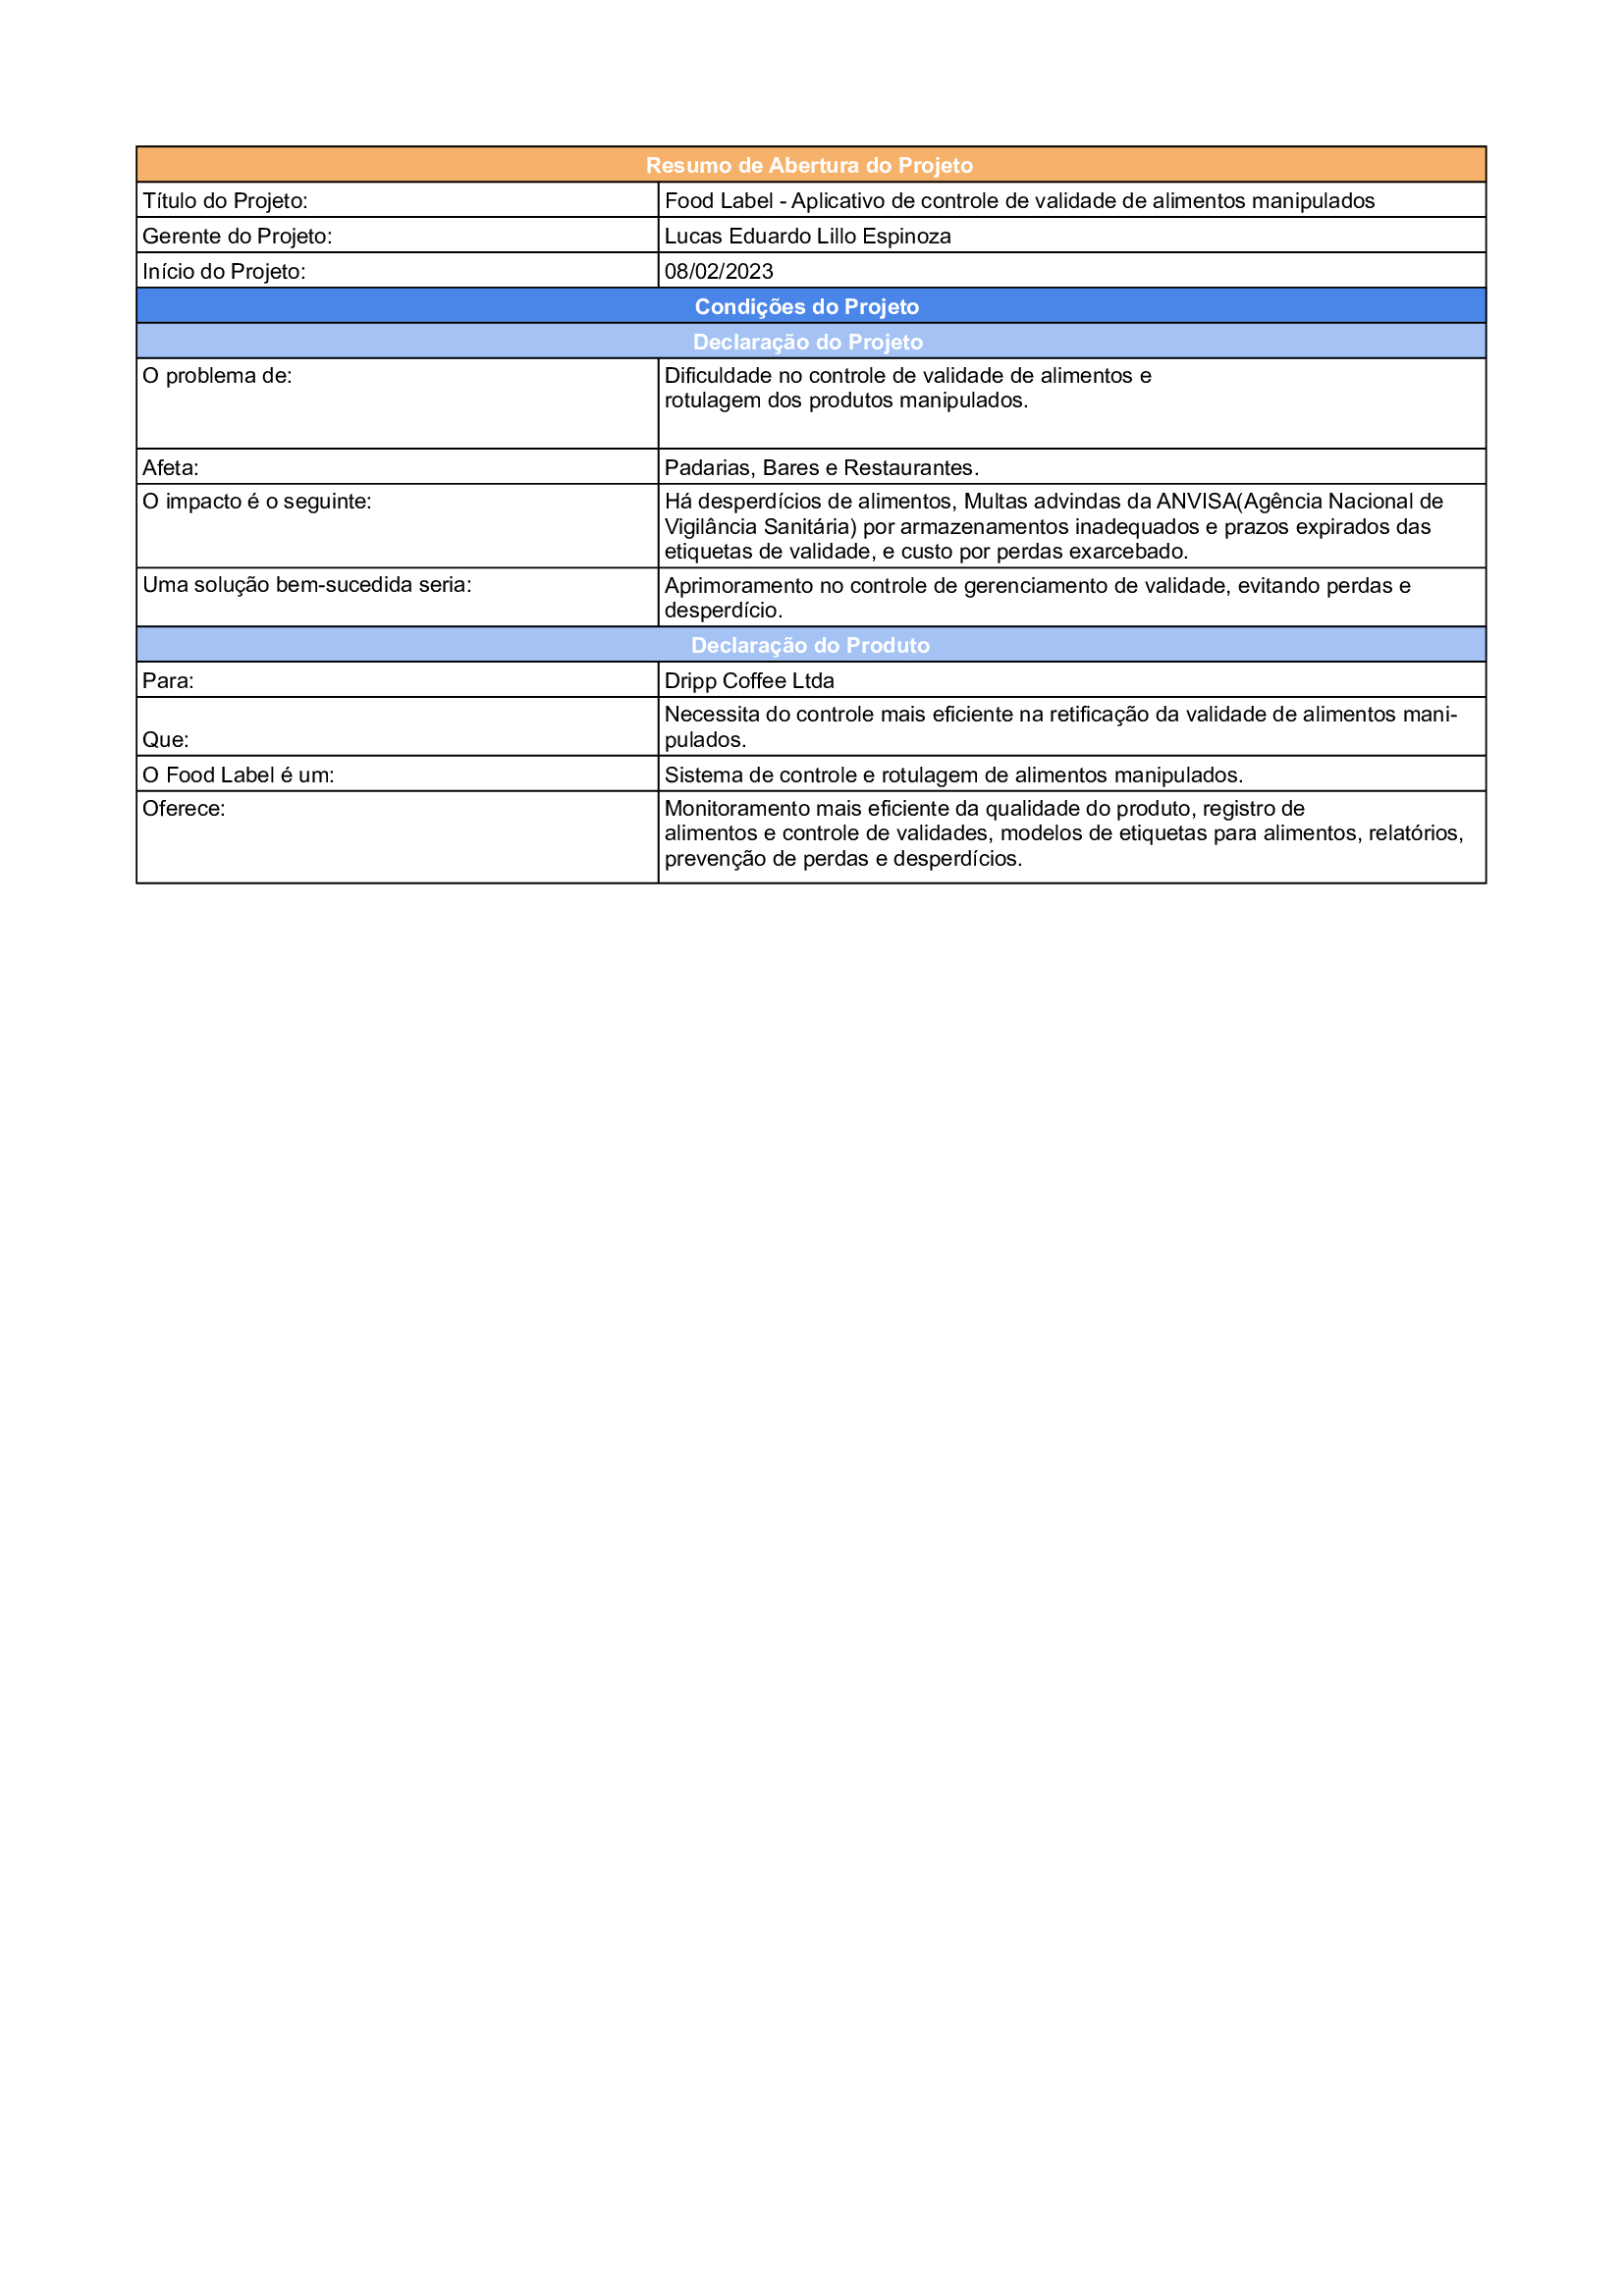 Resumo de Abertura do Projeto
Título do Projeto: Food Label - Aplicativo de controle de validade de alimentos manipulados
Gerente do Projeto: Lucas Eduardo Lillo Espinoza
Início do Projeto: 08/02/2023
Condições do Projeto
Declaração do Projeto
O problema de: Dificuldade no controle de validade de alimentos e
rotulagem dos produtos manipulados.
Afeta: Padarias, Bares e Restaurantes.
O impacto é o seguinte: Há desperdícios de alimentos, Multas advindas da ANVISA(Agência Nacional de
Vigilância Sanitária) por armazenamentos inadequados e prazos expirados das
etiquetas de validade, e custo por perdas exarcebado.
Uma solução bem-sucedida seria: Aprimoramento no controle de gerenciamento de validade, evitando perdas e
desperdício.
Declaração do Produto
Para: Dripp Coffee Ltda
Que: Necessita do controle mais eficiente na retificação da validade de alimentos mani-
pulados.
O Food Label é um: Sistema de controle e rotulagem de alimentos manipulados.
Oferece: Monitoramento mais eficiente da qualidade do produto, registro de
alimentos e controle de validades, modelos de etiquetas para alimentos, relatórios,
prevenção de perdas e desperdícios.